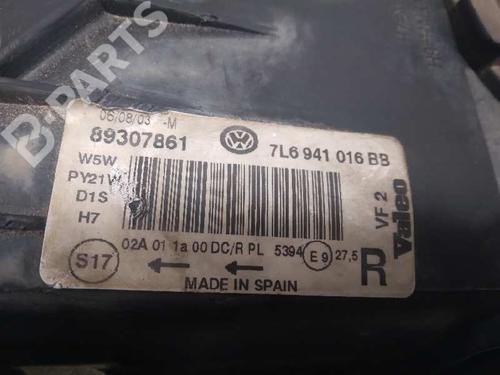 B-PARTS
06/08/03 -M
89307861
7L6 941 016 BB
W5W
PY21W
D1S
H7
VF 2
Valeo
S17
02A 01 1a 00 DC/R PL 5394 E9 27,5
R
MADE IN SPAIN